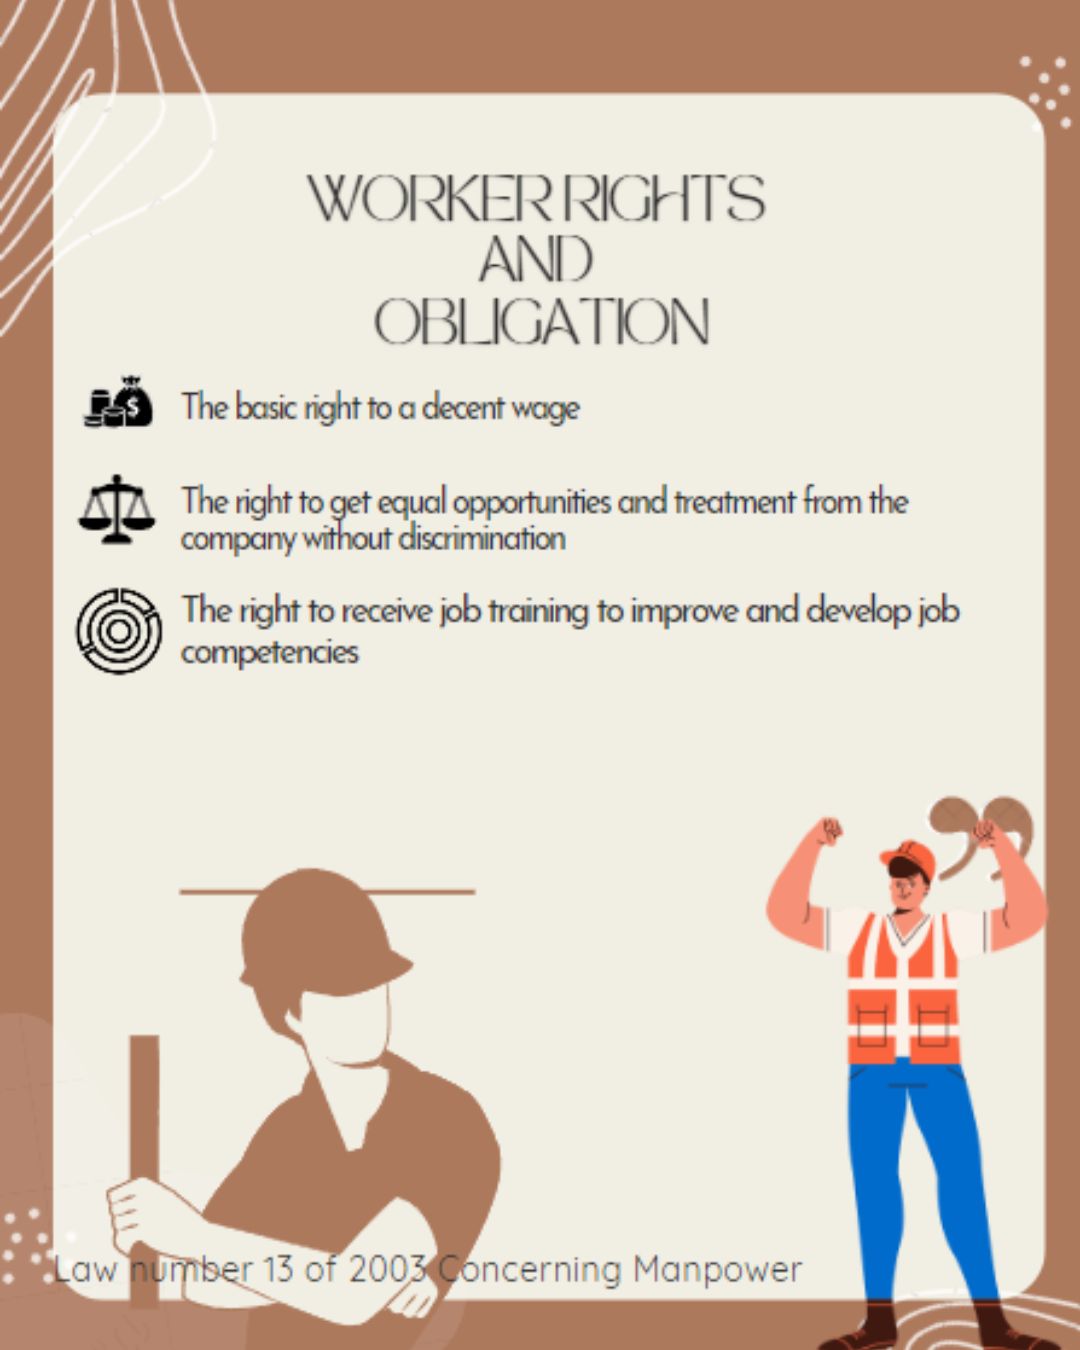 WORKER RIGHTS
AND
OBLIGATION
$
The basic right to a decent wage
The right to get equal opportunities and treatment from the
company without discrimination
The right to receive job training to improve and develop job
competencies
Law number 13 of 2003 Concerning Manpower